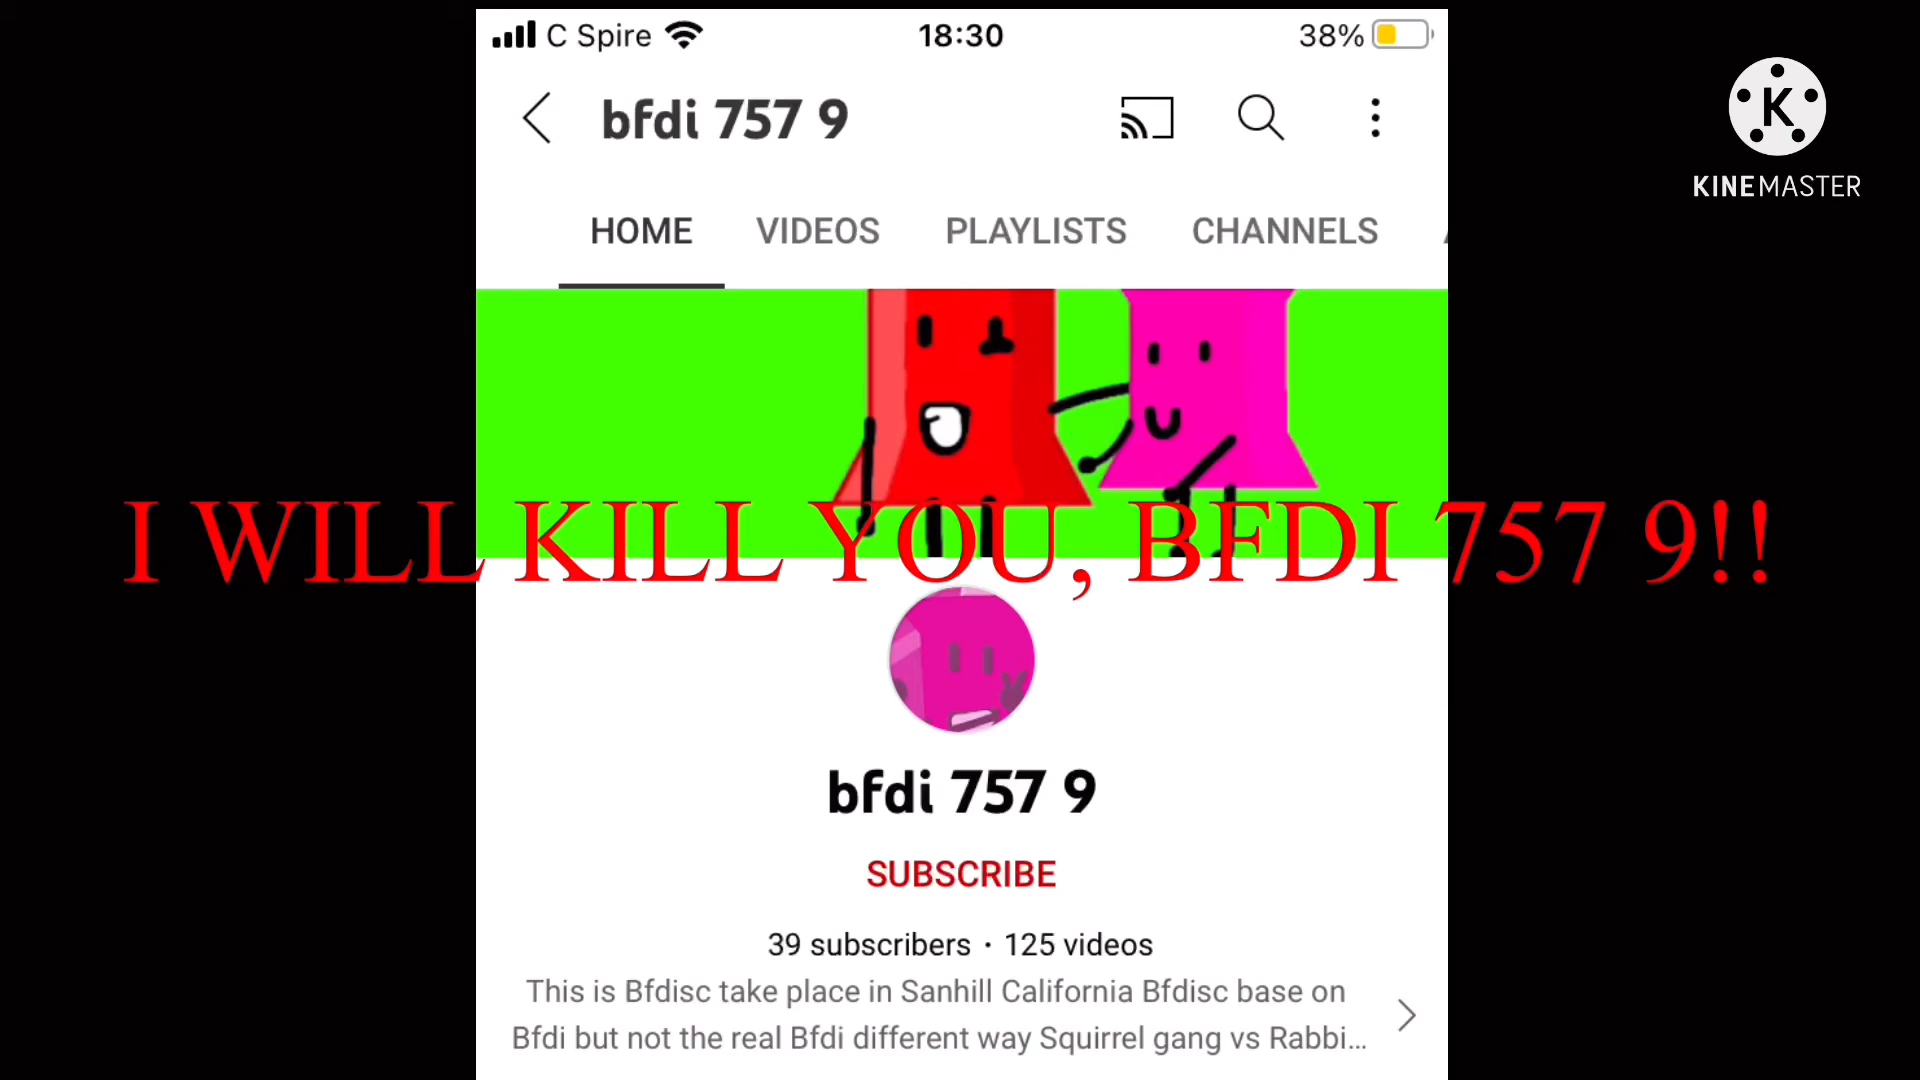 C Spire 18:30 38%
bfdi 757 9
K
KINEMASTER
HOME VIDEOS PLAYLISTS CHANNELS
I WILL KILL YOU, BFDI 757 9!!
bfdi 757 9
SUBSCRIBE
39 subscribers · 125 videos
This is Bfdisc take place in Sanhill California Bfdisc base on
Bfdi but not the real Bfdi different way Squirrel gang vs Rabbi...